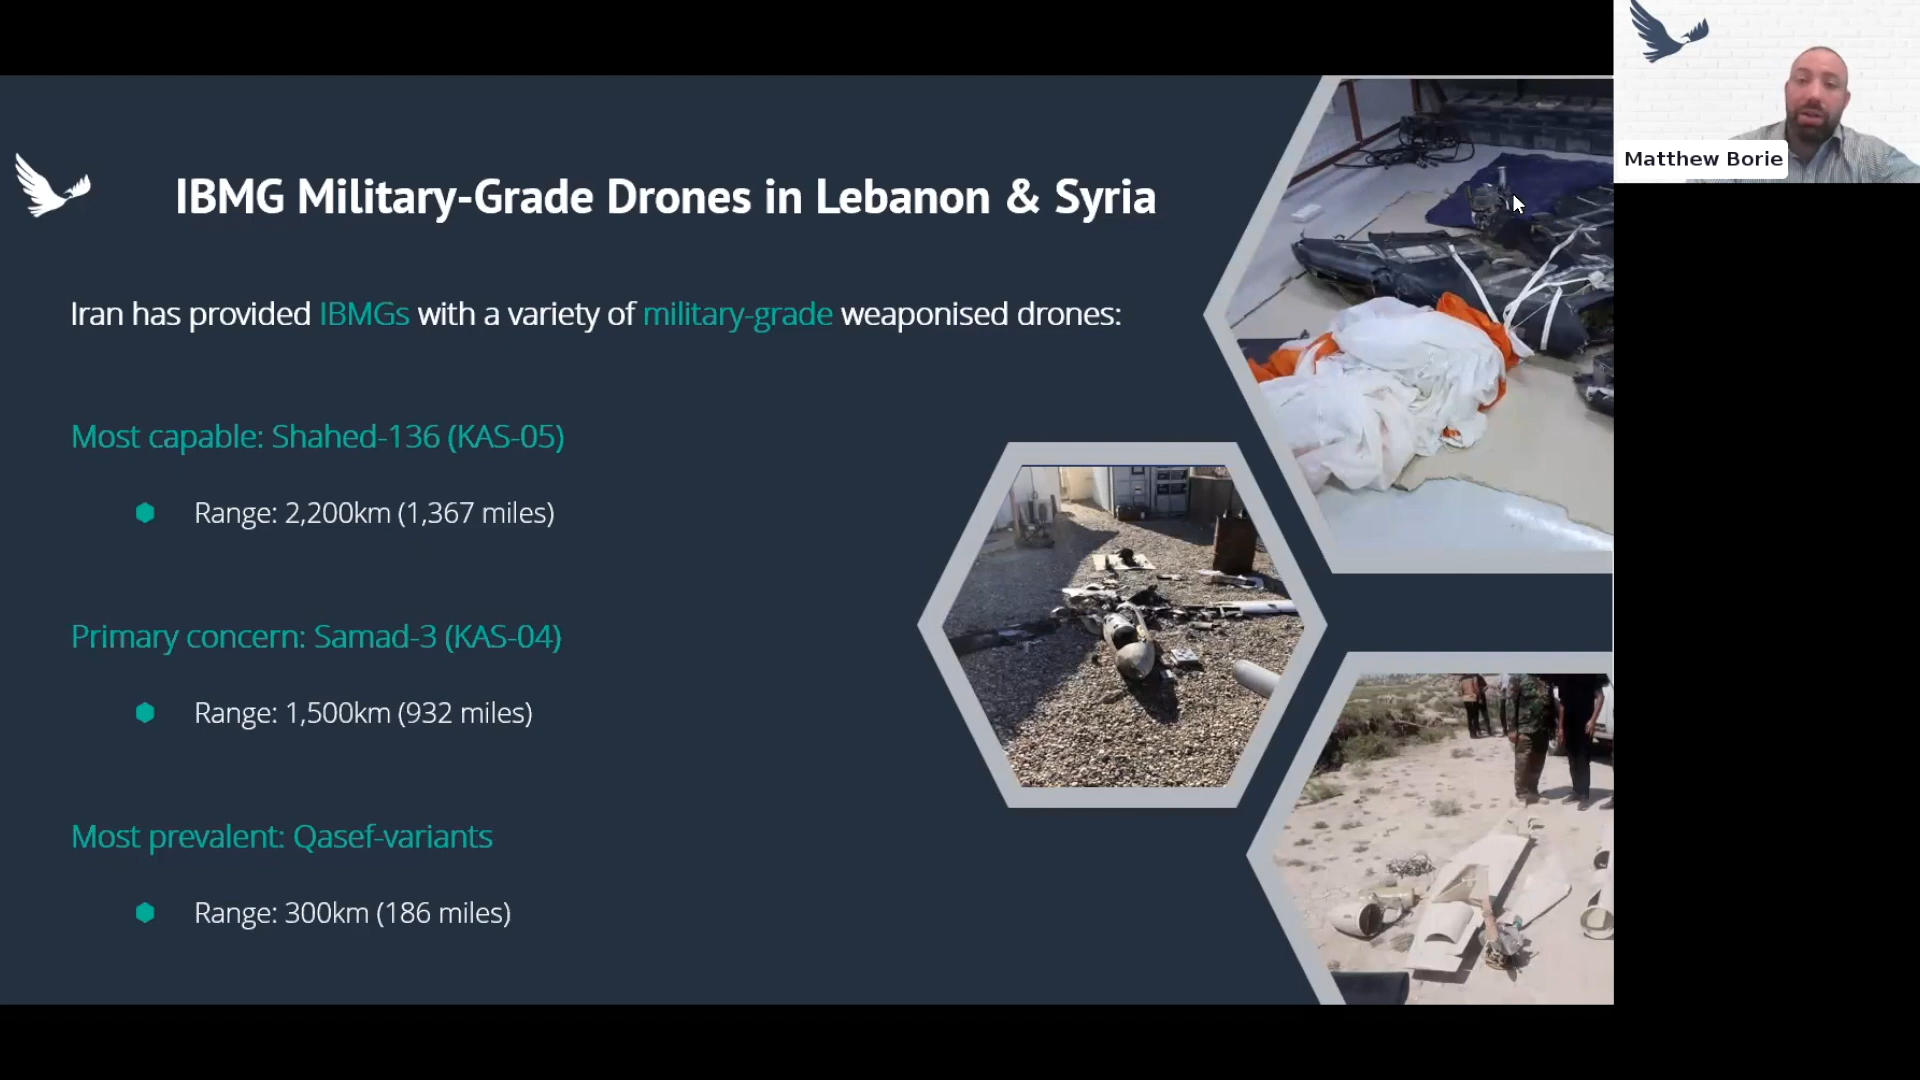 Matthew Borie
IBMG Military-Grade Drones in Lebanon & Syria
Iran has provided IBMGs with a variety of military-grade weaponised drones:
Most capable: Shahed-136 (KAS-05)
Range: 2,200km (1,367 miles)
Primary concern: Samad-3 (KAS-04)
Range: 1,500km (932 miles)
Most prevalent: Qasef-variants
Range: 300km (186 miles)